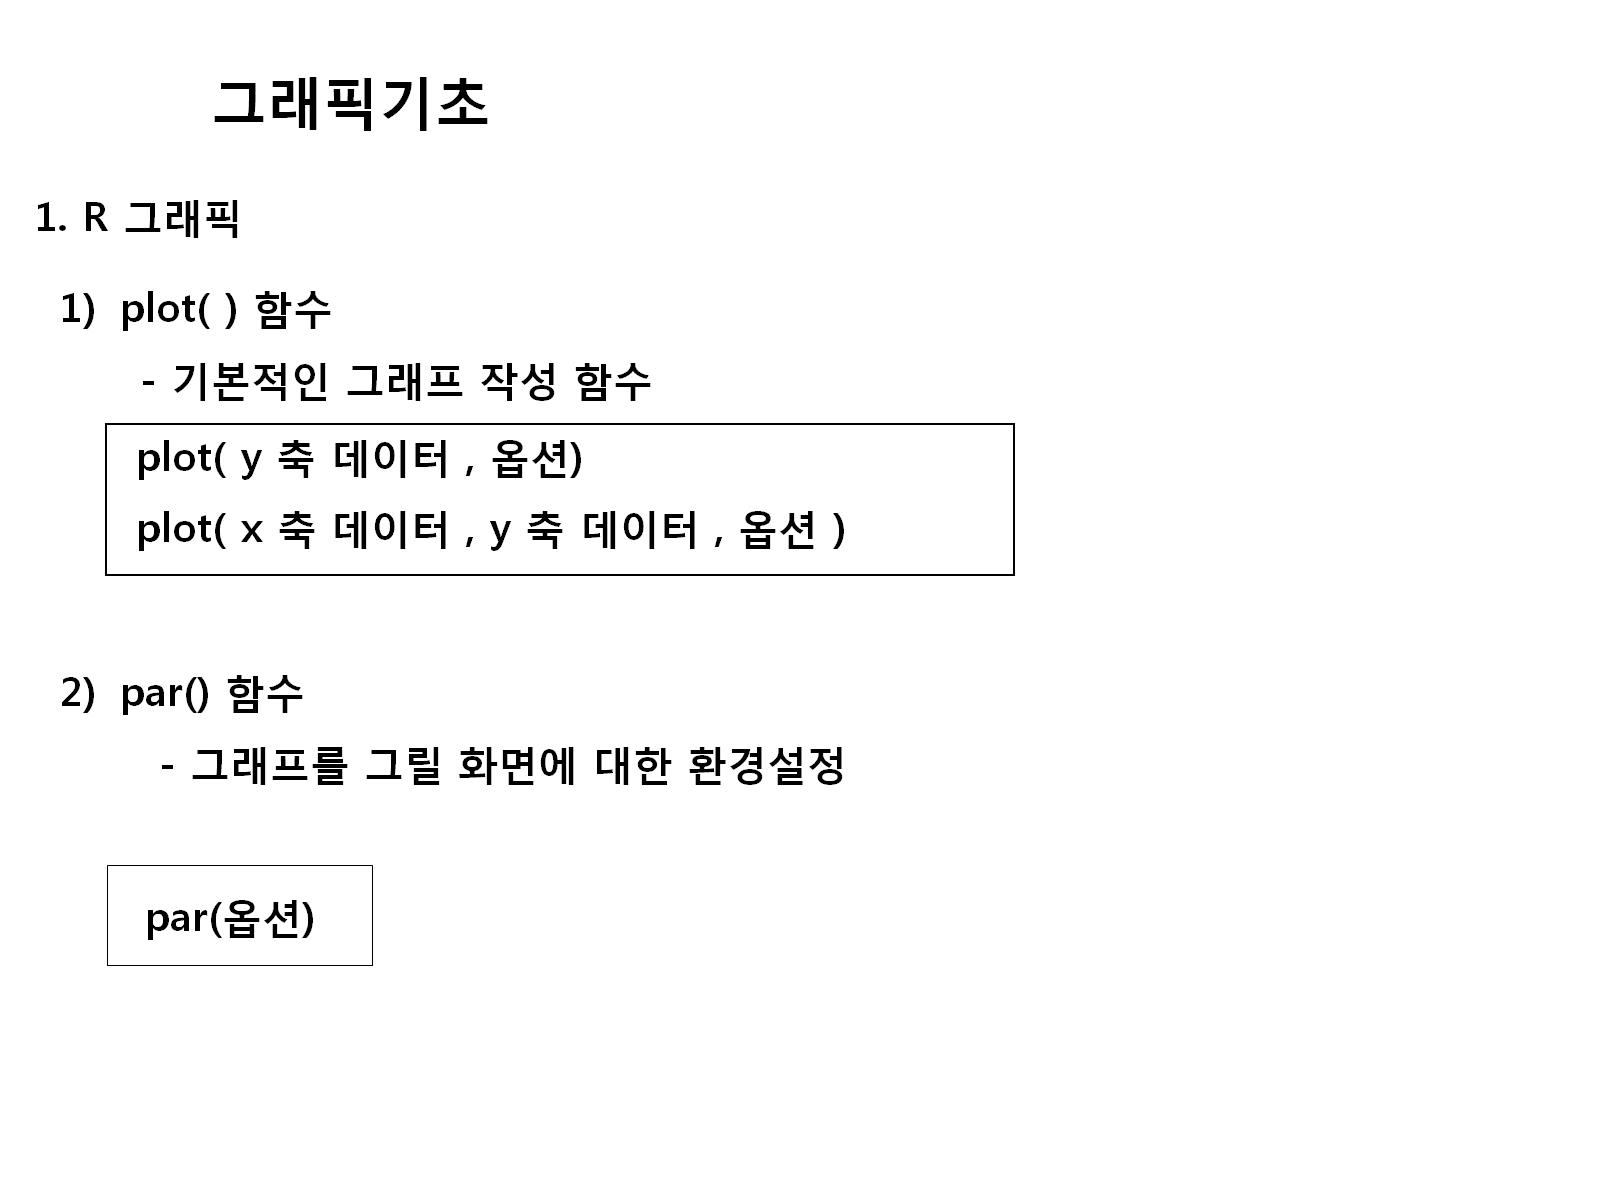 그래픽기초
1. R 그래픽
1) plot( ) 함수
- 기본적인 그래프 작성 함수
plot( y 축 데이터 , 옵션)
plot( x 축 데이터 , y 축 데이터 , 옵션 )
2) par() 함수
- 그래프를 그릴 화면에 대한 환경설정
par(옵션)